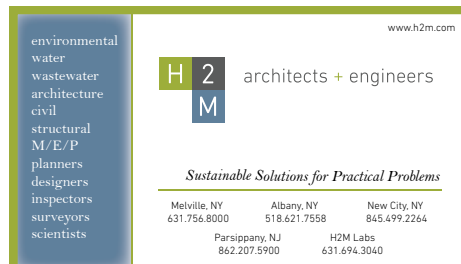 www.h2m.com
environmental
water
wastewater
architecture
civil
structural
M/E/P
planners
designers
inspectors
surveyors
scientists
H2
M
architects + engineers
Sustainable Solutions for Practical Problems
Melville, NY
631.756.8000
Albany, NY
518.621.7558
New City, NY
845.499.2264
Parsippany, NJ
862.207.5900
H2M Labs
631.694.3040